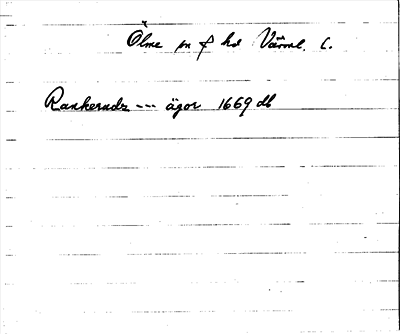 Ölme sn f hd Värml. l.
Rankerudz --- ägor 1669 db